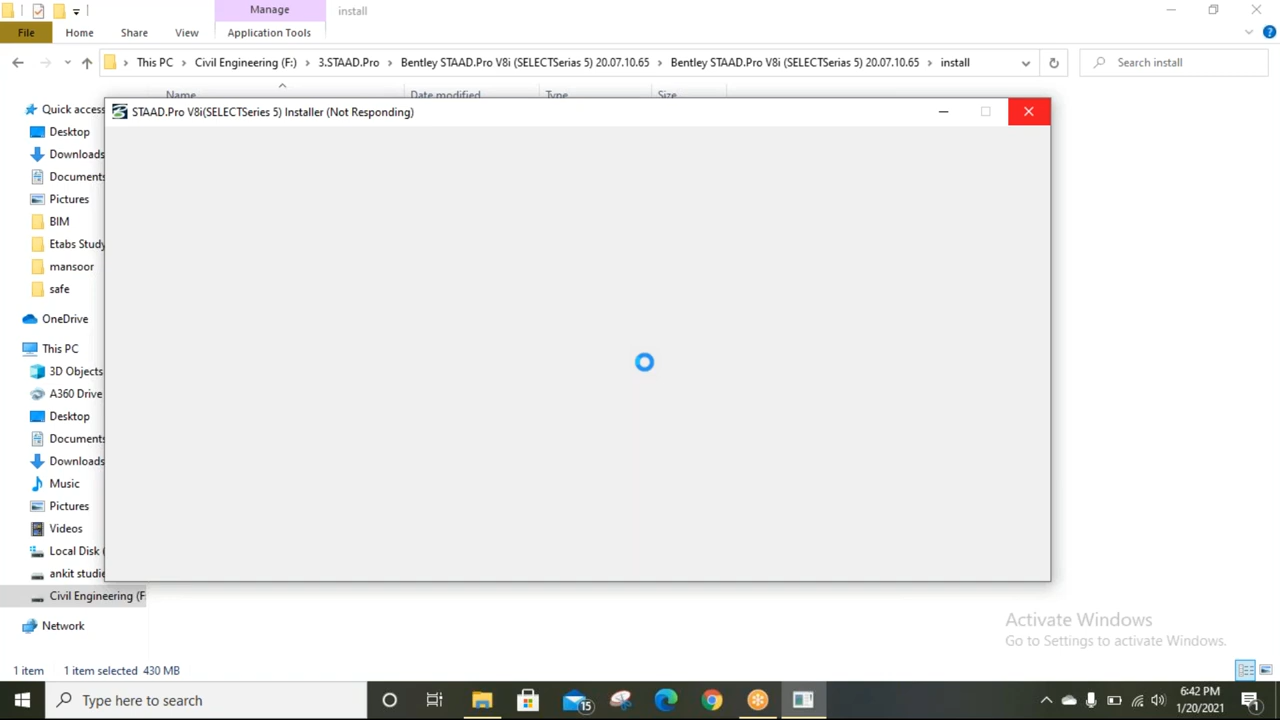 Manage
install
File
Home
Share
View
Application Tools
This PC
Civil Engineering (F:)
3.STAAD.Pro
Bentley STAAD.Pro V8i (SELECTSerias 5) 20.07.10.65
Bentley STAAD.Pro V8i (SELECTSerias 5) 20.07.10.65
install
Search install
Name
Date modified
Type
Size
STAAD.Pro V8i(SELECTSeries 5) Installer (Not Responding)
Quick access
Desktop
Downloads
Documents
Pictures
BIM
Etabs Study
mansoor
safe
OneDrive
This PC
3D Objects
A360 Drive
Desktop
Documents
Downloads
Music
Pictures
Videos
Local Disk (
ankit studie
Civil Engineering (F
Network
Activate Windows
Go to Settings to activate Windows.
1 item
1 item selected 430 MB
Type here to search
15
6:42 PM
1/20/2021
1